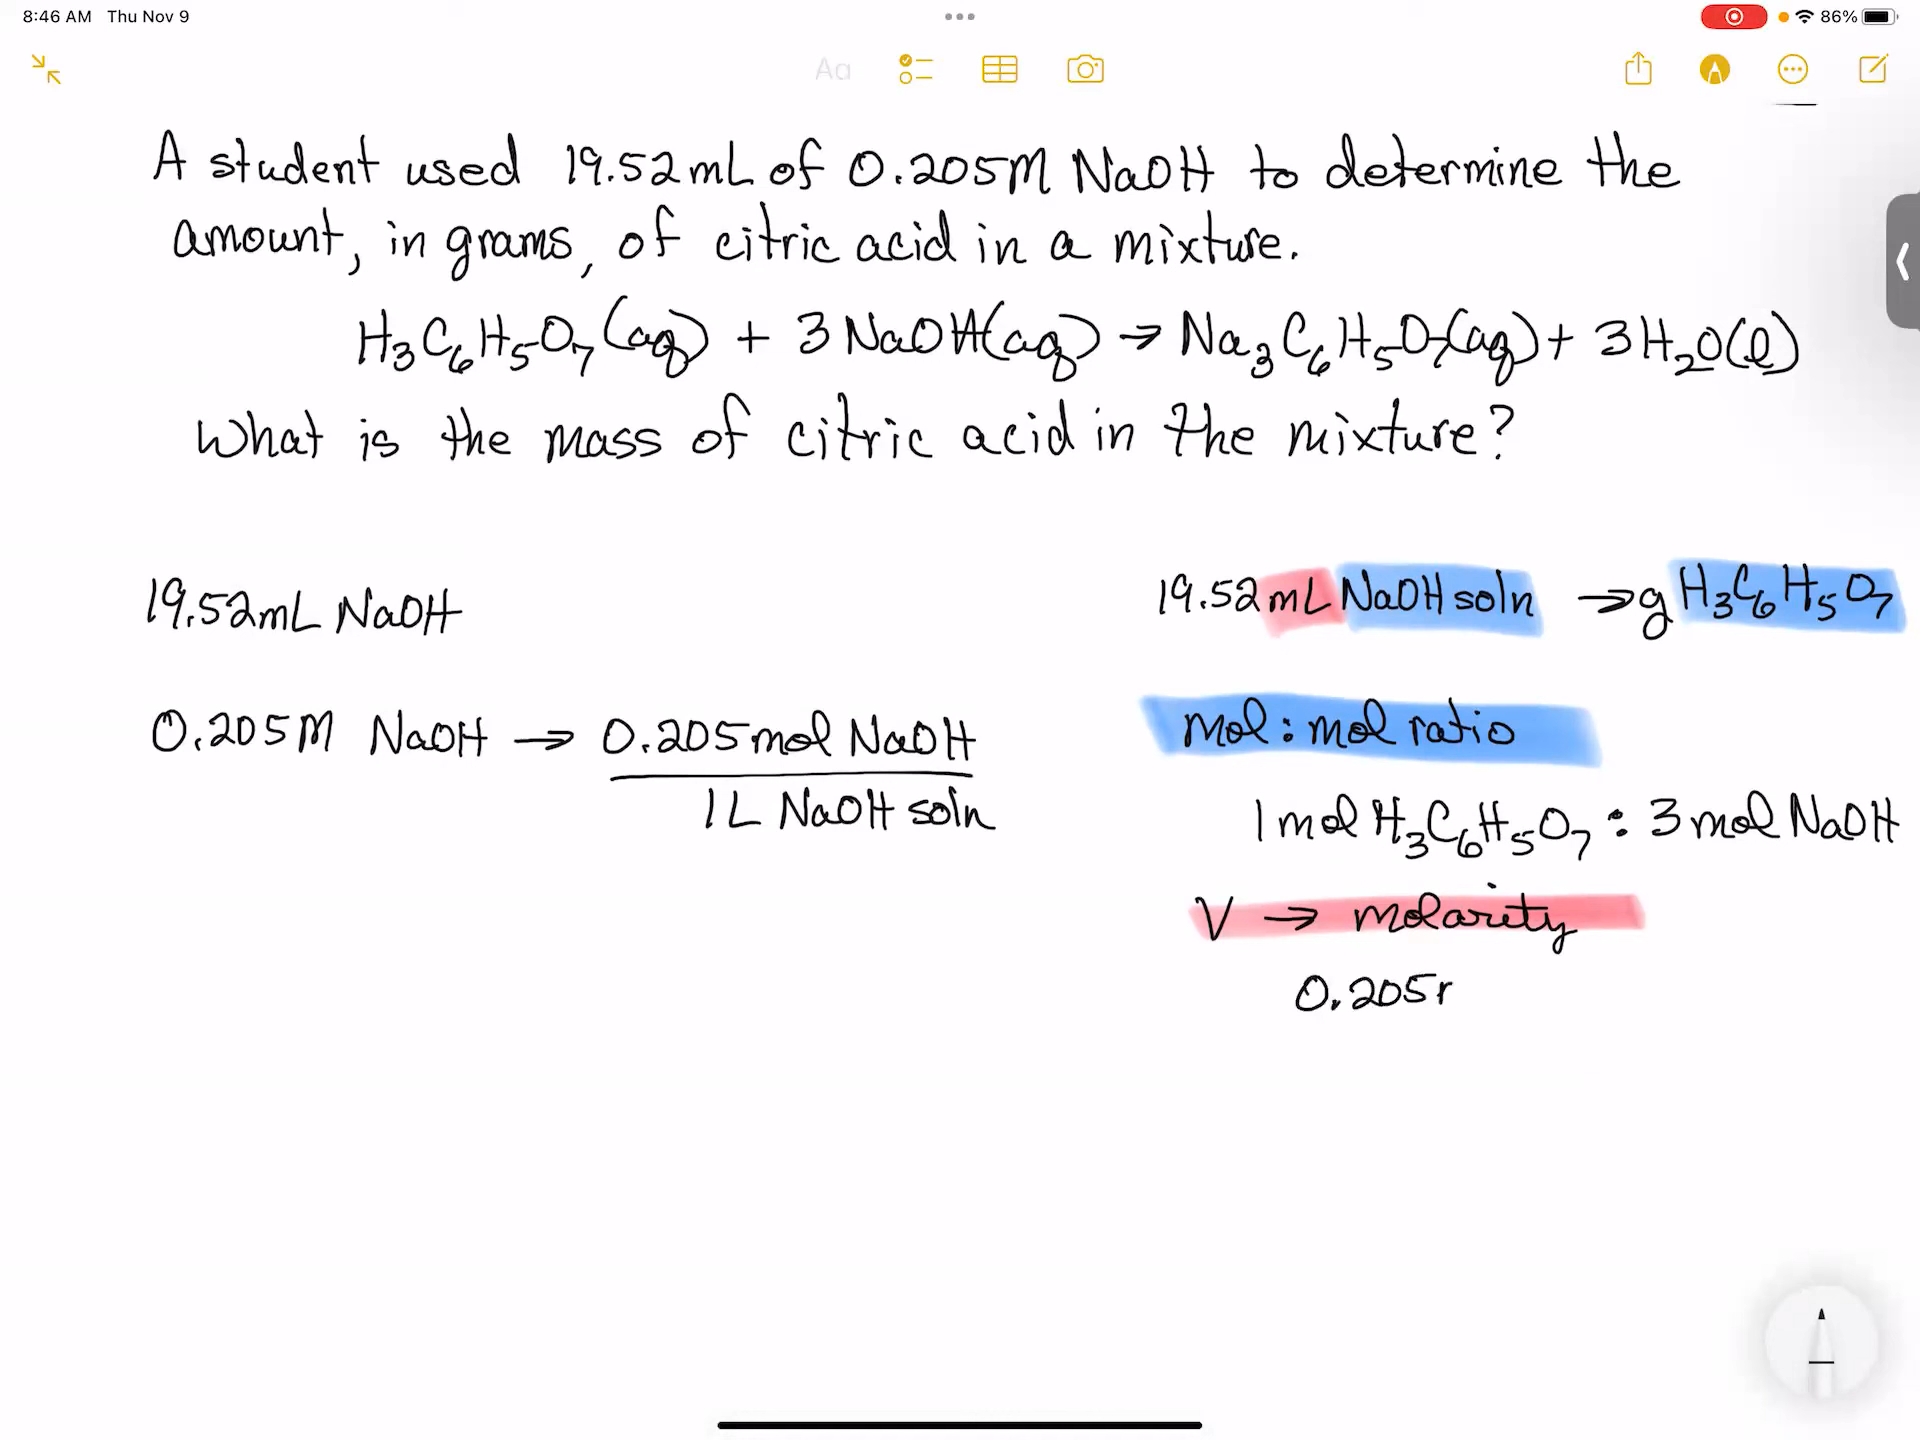 8:46 AM Thu Nov 9
86%
Aa
A student used 19.52mL of 0.205M NaOH to determine the
amount, in grams, of citric acid in a mixture.
H₃C₆H₅O₇(aq) + 3NaOH(aq) → Na₃C₆H₅O₇(aq) + 3H₂O(l)
What is the mass of citric acid in the mixture?
19.52mL NaOH
0.205M NaOH → 0.205mol NaOH
1L NaOH soln
19.52mL NaOH soln → g H₃C₆H₅O₇
mol : mol ratio
1mol H₃C₆H₅O₇ : 3mol NaOH
V → molarity
0.205